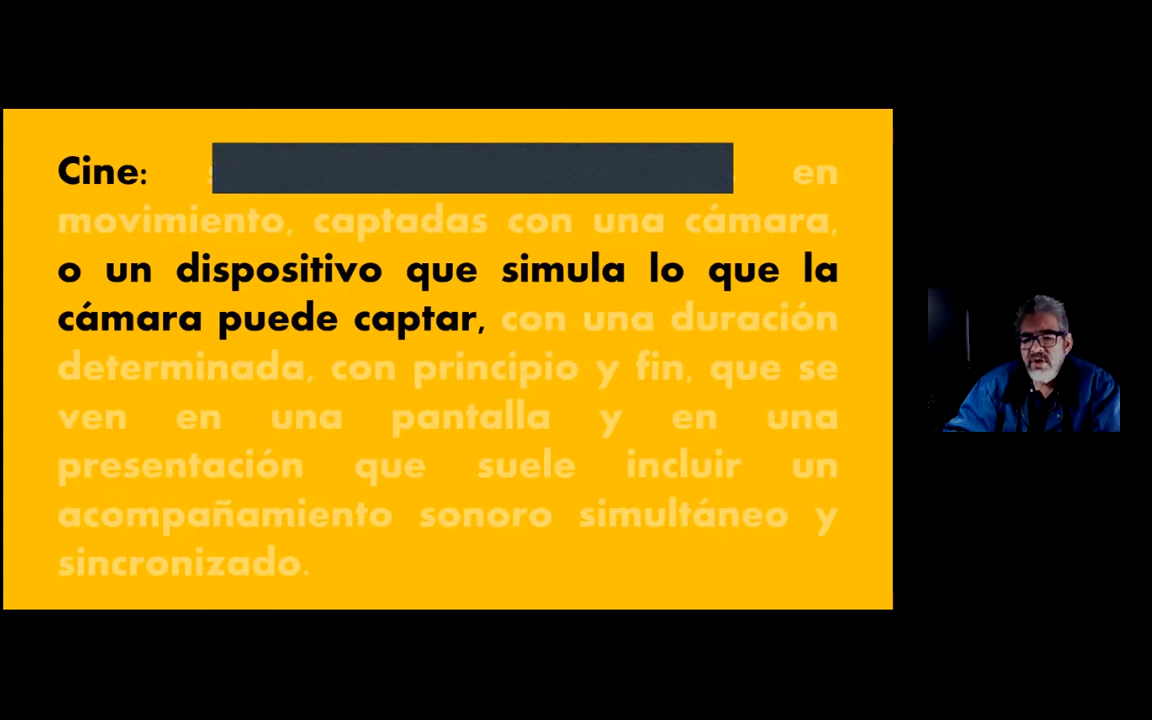 Cine: en
movimiento, captadas con una cámara,
o un dispositivo que simula lo que la
cámara puede captar, con una duración
determinada, con principio y fin, que se
ven en una pantalla y en una
presentación que suele incluir un
acompañamiento sonoro simultáneo y
sincronizado.